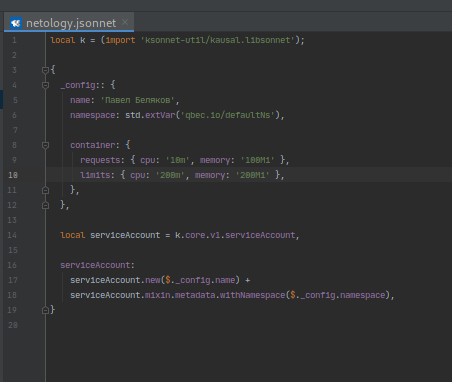 netology.jsonnet
1 local k = (import 'ksonnet-util/kausal.libsonnet');
2
3 {
4 _config:: {
5 name: 'Павел Беляков',
6 namespace: std.extVar('qbec.io/defaultNs'),
7
8 container: {
9 requests: { cpu: '10m', memory: '100Mi' },
10 limits: { cpu: '200m', memory: '200Mi' },
11 },
12 },
13
14 local serviceAccount = k.core.v1.serviceAccount,
15
16 serviceAccount:
17 serviceAccount.new($._config.name) +
18 serviceAccount.mixin.metadata.withNamespace($._config.namespace),
19 }
20